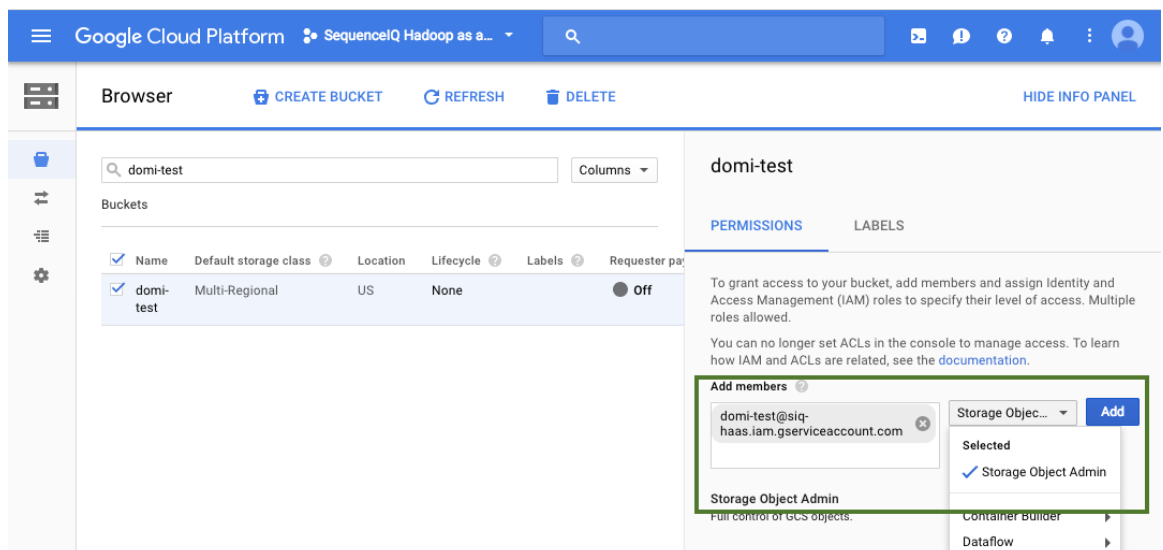 Google Cloud Platform SequenceIQ Hadoop as a...
Browser CREATE BUCKET REFRESH DELETE HIDE INFO PANEL
domi-test Columns
Buckets
Name Default storage class Location Lifecycle Labels Requester pay
domi-
test Multi-Regional US None Off
domi-test
PERMISSIONS LABELS
To grant access to your bucket, add members and assign Identity and
Access Management (IAM) roles to specify their level of access. Multiple
roles allowed.
You can no longer set ACLs in the console to manage access. To learn
how IAM and ACLs are related, see the documentation.
Add members
domi-test@siq-
haas.iam.gserviceaccount.com
Storage Objec... Add
Selected
Storage Object Admin
Storage Object Admin
Full control of GCS objects.
Container Builder
Dataflow